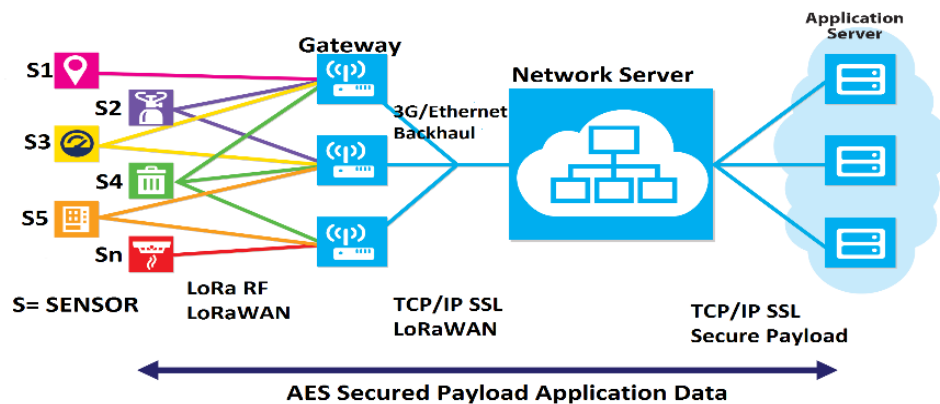 Application
Server
Gateway
Network Server
S1
S2
S3
S4
S5
Sn
3G/Ethernet
Backhaul
S= SENSOR
LoRa RF
LoRaWAN
TCP/IP SSL
LoRaWAN
TCP/IP SSL
Secure Payload
AES Secured Payload Application Data